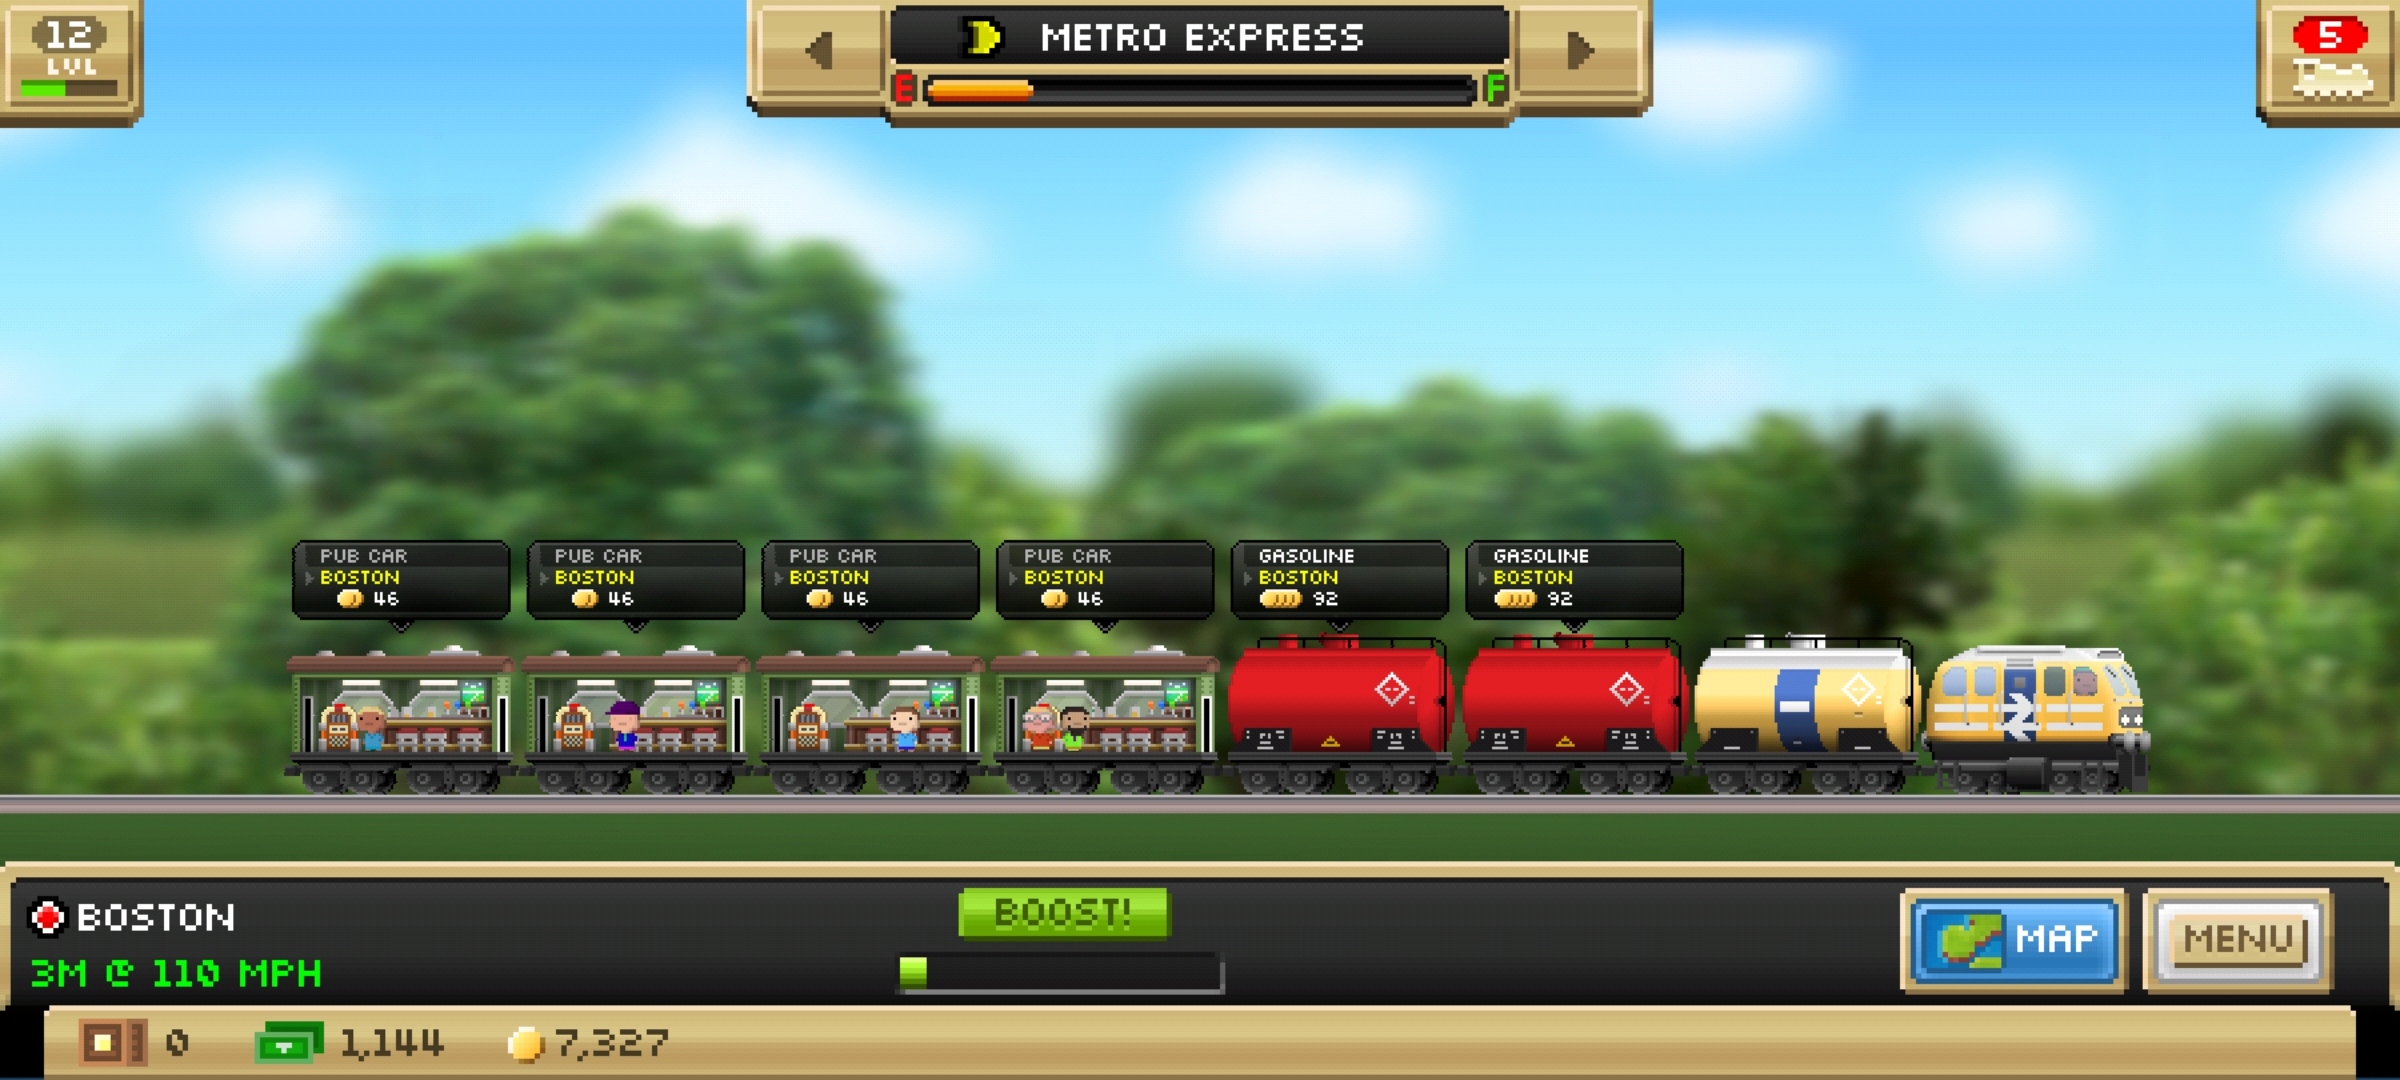 12
LVL
METRO EXPRESS
E F
5
PUB CAR
BOSTON
46
PUB CAR
BOSTON
46
PUB CAR
BOSTON
46
PUB CAR
BOSTON
46
GASOLINE
BOSTON
92
GASOLINE
BOSTON
92
BOSTON
3M @ 110 MPH
BOOST!
MAP
MENU
0
1,144
7,327